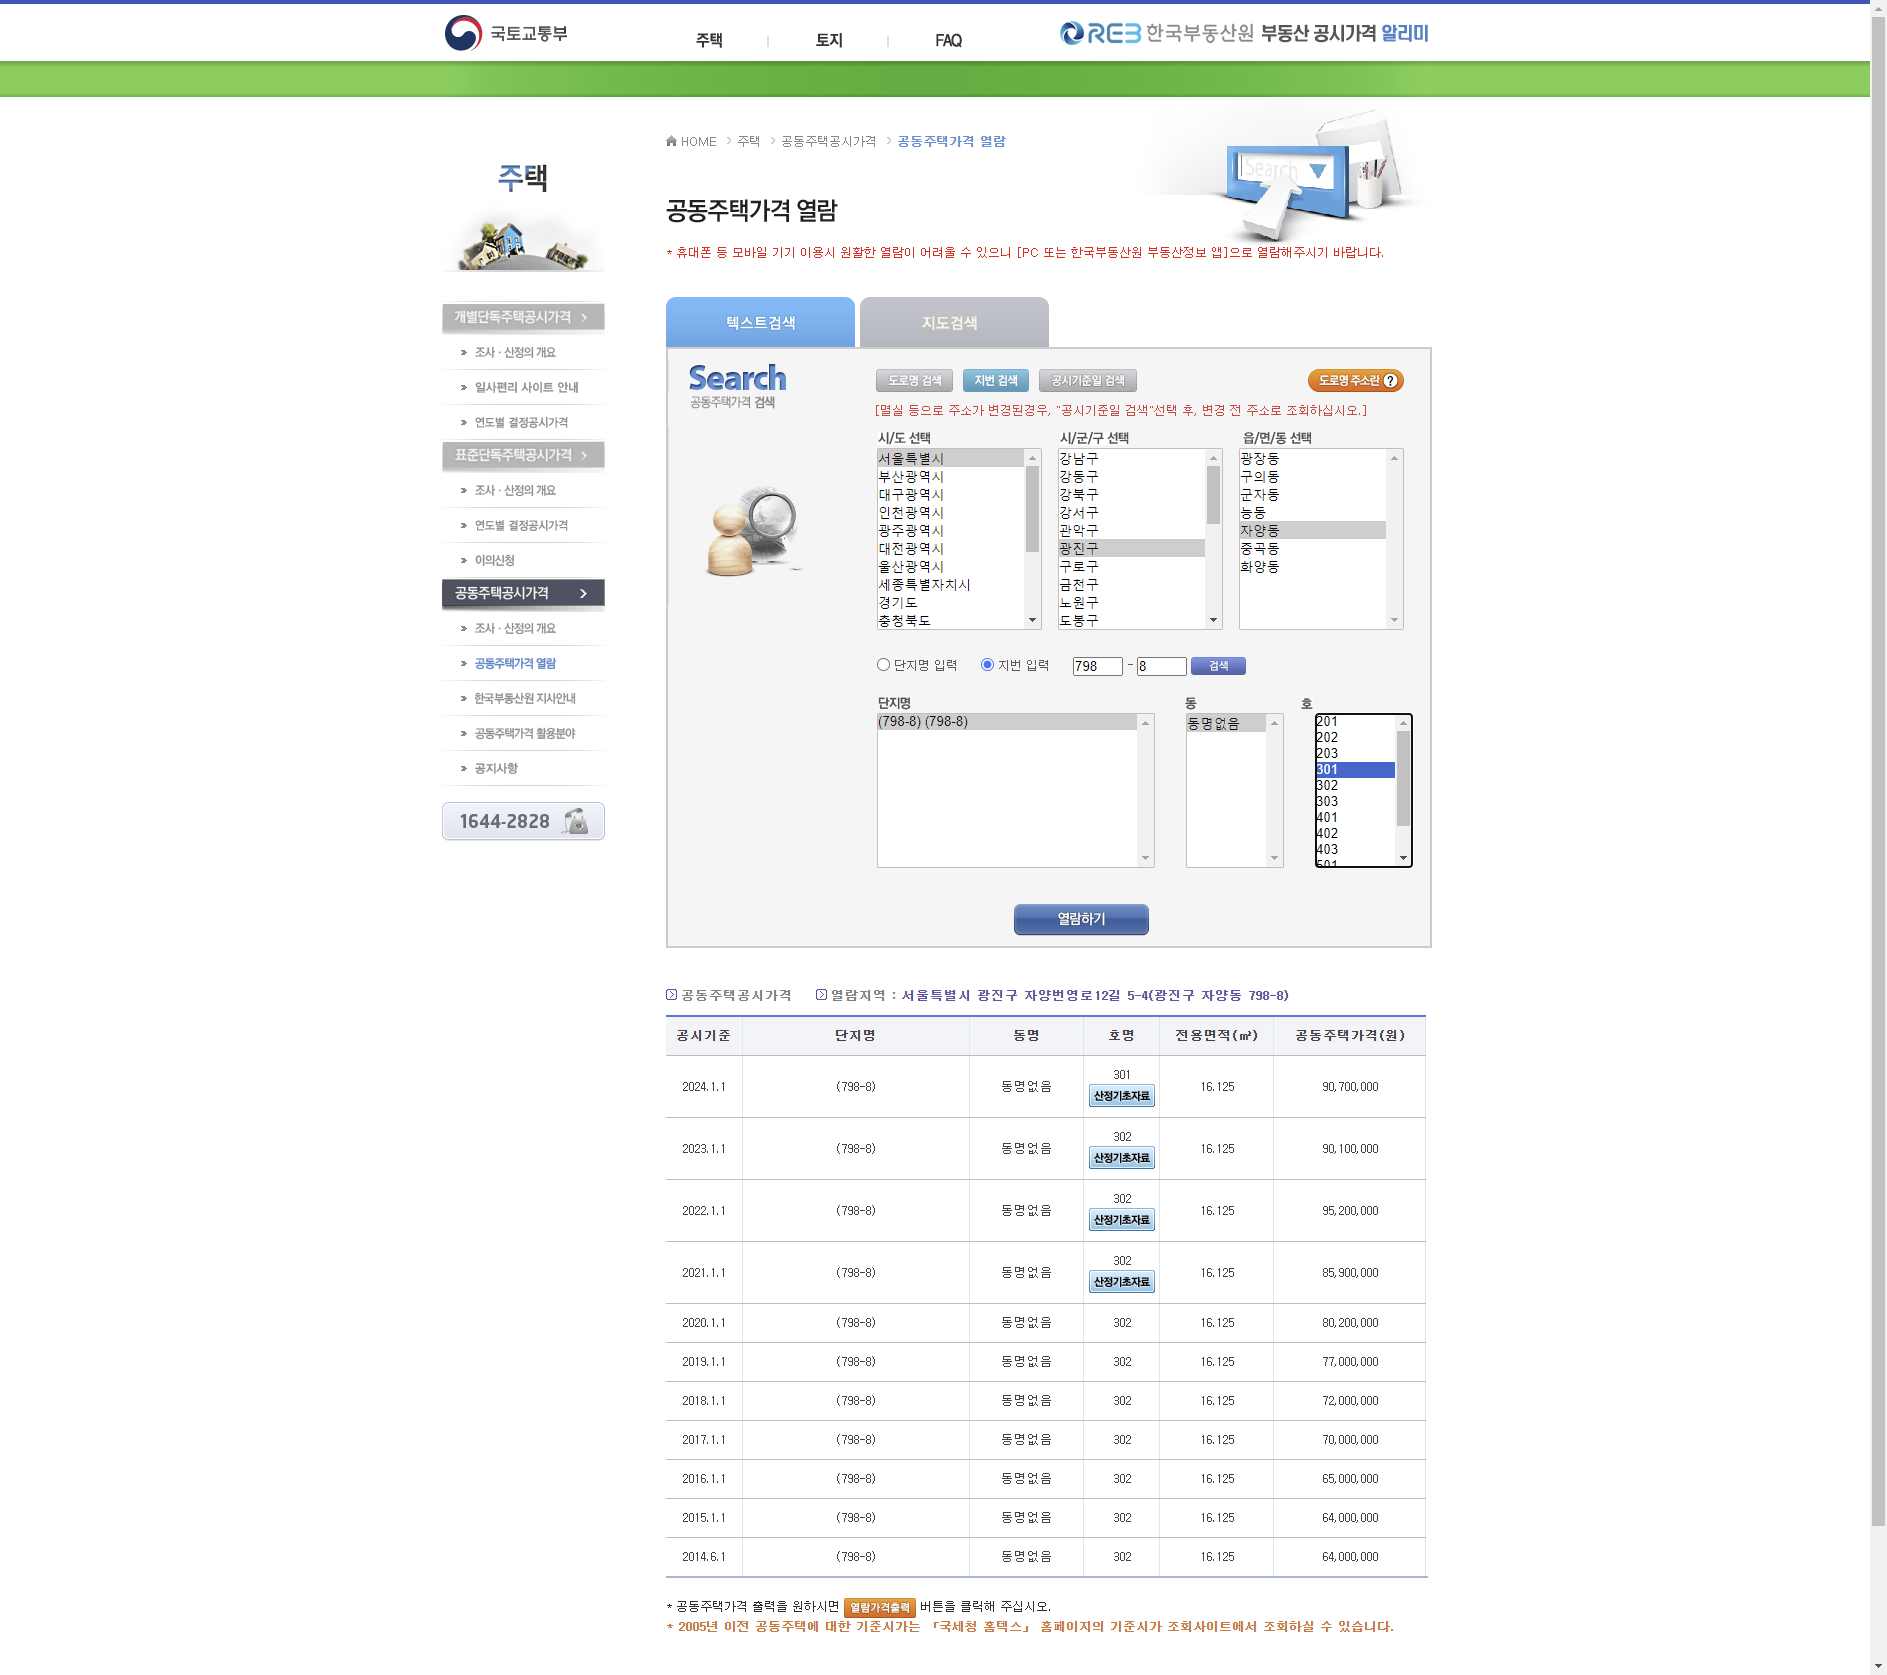 국토교통부
주택
토지
FAQ
REB 한국부동산원 부동산 공시가격 알리미
HOME > 주택 > 공동주택공시가격 > 공동주택가격 열람
주택
공동주택가격 열람
* 휴대폰 등 모바일 기기 이용시 원활한 열람이 어려울 수 있으니 [PC 또는 한국부동산원 부동산정보 앱]으로 열람해주시기 바랍니다.
Search
개별단독주택공시가격
조사·산정의 개요
일사편리 사이트 안내
연도별 결정공시가격
표준단독주택공시가격
조사·산정의 개요
연도별 결정공시가격
이의신청
공동주택공시가격
조사·산정의 개요
공동주택가격 열람
한국부동산원 지사안내
공동주택가격 활용분야
공지사항
1644-2828
텍스트검색
지도검색
Search
공동주택가격 검색
도로명 검색
지번 검색
공시기준일 검색
도로명 주소란 ?
[멸실 등으로 주소가 변경된경우, "공시기준일 검색"선택 후, 변경 전 주소로 조회하십시오.]
시/도 선택
서울특별시
부산광역시
대구광역시
인천광역시
광주광역시
대전광역시
울산광역시
세종특별자치시
경기도
충청북도
시/군/구 선택
강남구
강동구
강북구
강서구
관악구
광진구
구로구
금천구
노원구
도봉구
읍/면/동 선택
광장동
구의동
군자동
능동
자양동
중곡동
화양동
단지명 입력
지번 입력
798 - 8
검색
단지명
(798-8) (798-8)
동
동명없음
호
201
202
203
301
302
303
401
402
403
501
열람하기
공동주택공시가격
열람지역 : 서울특별시 광진구 자양번영로12길 5-4(광진구 자양동 798-8)
공시기준 단지명 동명 호명 전용면적(㎡) 공동주택가격(원)
2024.1.1 (798-8) 동명없음 301 산정기초자료 16.125 90,700,000
2023.1.1 (798-8) 동명없음 302 산정기초자료 16.125 90,100,000
2022.1.1 (798-8) 동명없음 302 산정기초자료 16.125 95,200,000
2021.1.1 (798-8) 동명없음 302 산정기초자료 16.125 85,900,000
2020.1.1 (798-8) 동명없음 302 16.125 80,200,000
2019.1.1 (798-8) 동명없음 302 16.125 77,000,000
2018.1.1 (798-8) 동명없음 302 16.125 72,000,000
2017.1.1 (798-8) 동명없음 302 16.125 70,000,000
2016.1.1 (798-8) 동명없음 302 16.125 65,000,000
2015.1.1 (798-8) 동명없음 302 16.125 64,000,000
2014.6.1 (798-8) 동명없음 302 16.125 64,000,000
* 공동주택가격 출력을 원하시면 열람가격출력 버튼을 클릭해 주십시오.
* 2005년 이전 공동주택에 대한 기준시가는 「국세청 홈텍스」 홈페이지의 기준시가 조회사이트에서 조회하실 수 있습니다.